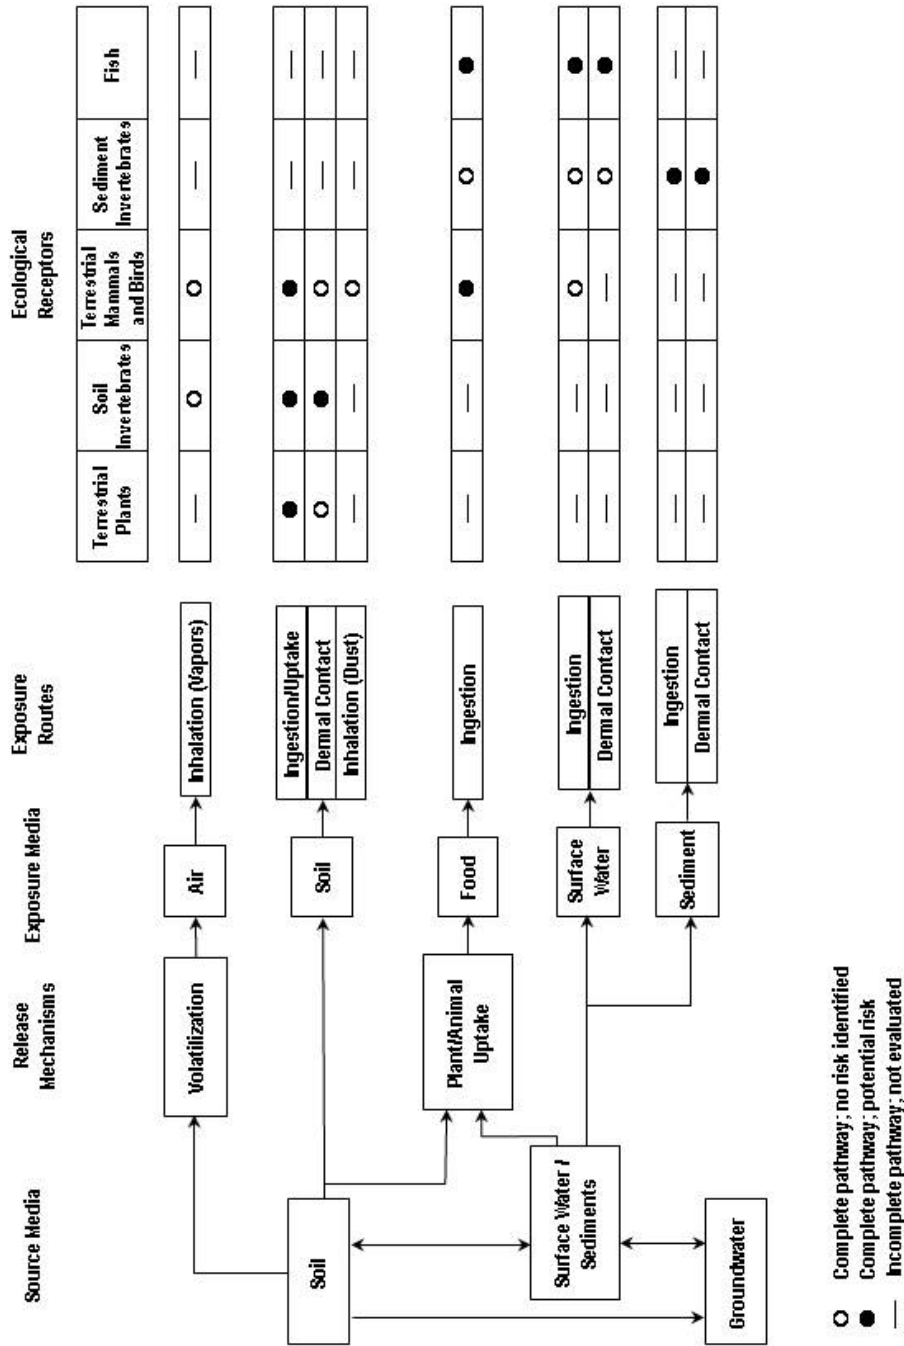 Source Media
Release
Mechanisms
Exposure Media
Exposure
Routes
Ecological
Receptors
Terrestrial
Plants
Soil
Invertebrates
Terrestrial
Mammals
and Birds
Sediment
Invertebrates
Fish
Volatilization
Air
Inhalation (Vapors)
— ○ ○ — —
Soil
Soil
Ingestion/Uptake
● ● ● — —
Dermal Contact
○ ● ○ — —
Inhalation (Dust)
— — ○ — —
Plant/Animal
Uptake
Food
Ingestion
— — ● ○ ●
Surface Water /
Sediments
Surface
Water
Ingestion
— — ○ ○ ●
Dermal Contact
— — — ○ ●
Sediment
Ingestion
— — — ● —
Dermal Contact
— — — ● —
Groundwater
○ Complete pathway; no risk identified
● Complete pathway; potential risk
— Incomplete pathway; not evaluated